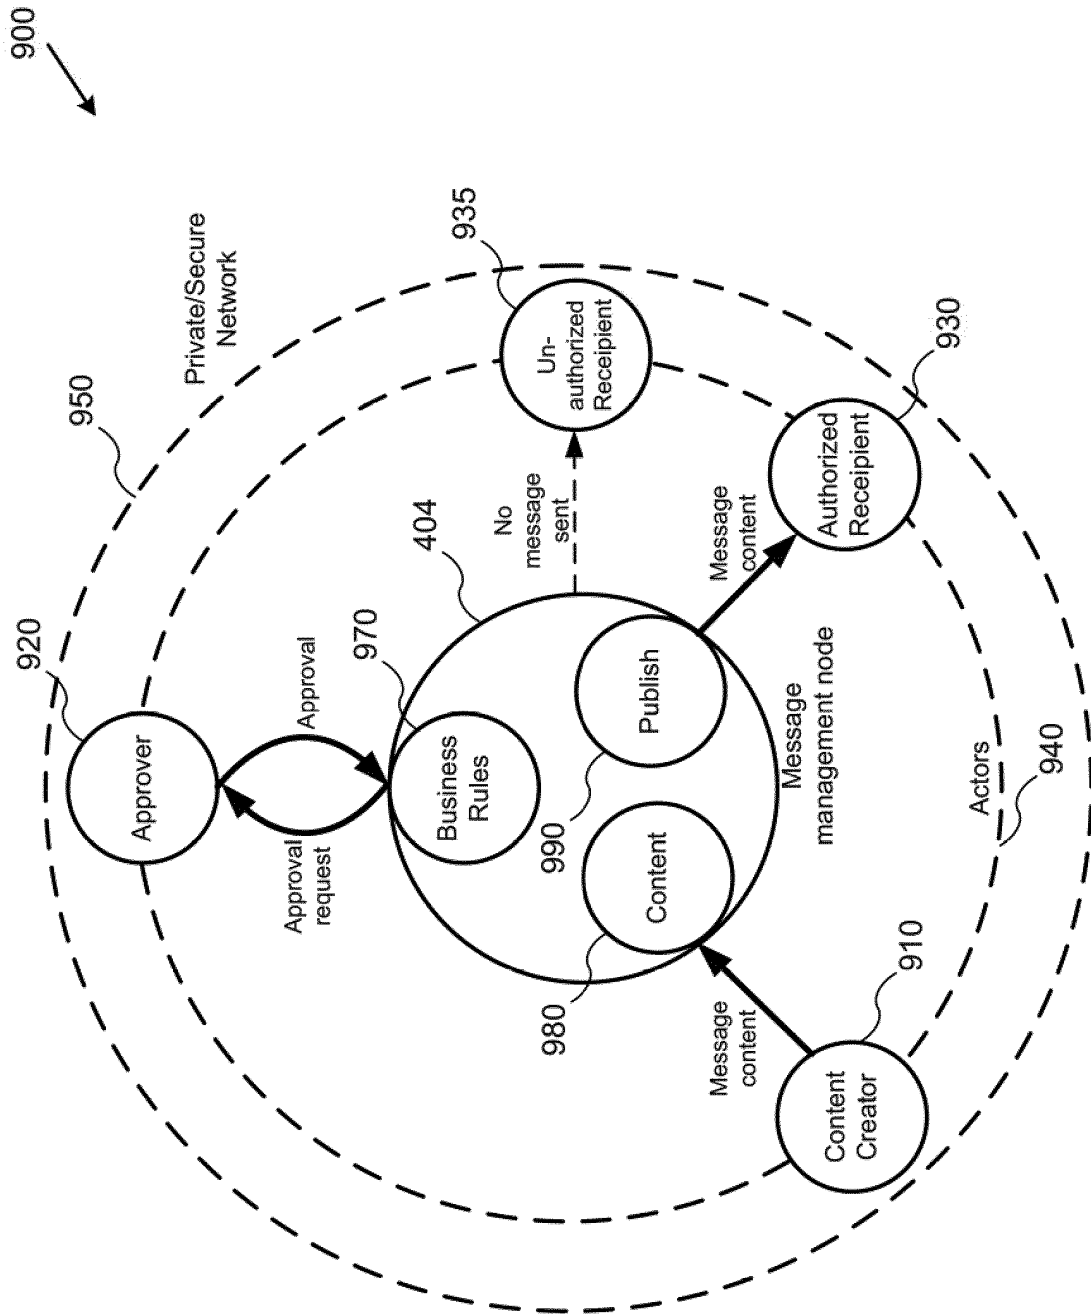 900
950
Private/Secure
Network
920
Approver
935
Un-
authorized
Receipient
Approval
request
Approval
No
message
sent
404
970
Business
Rules
930
Authorized
Receipient
Message
content
990
Publish
980
Content
Message
management node
Message
content
Actors
940
910
Content
Creator